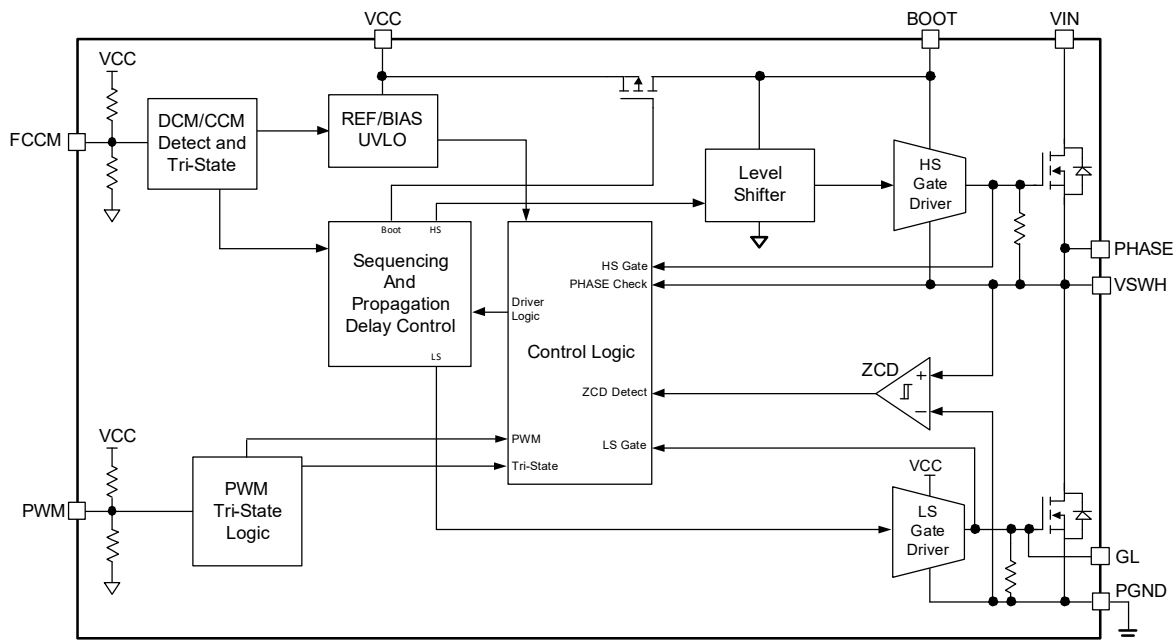 VCC
BOOT
VIN
VCC
FCCM
DCM/CCM
Detect and
Tri-State
REF/BIAS
UVLO
Level
Shifter
HS
Gate
Driver
Boot
HS
Sequencing
And
Propagation
Delay Control
LS
HS Gate
PHASE Check
Driver
Logic
Control Logic
ZCD Detect
LS Gate
PWM
Tri-State
PHASE
VSWH
ZCD
+
−
VCC
PWM
PWM
Tri-State
Logic
VCC
LS
Gate
Driver
GL
PGND